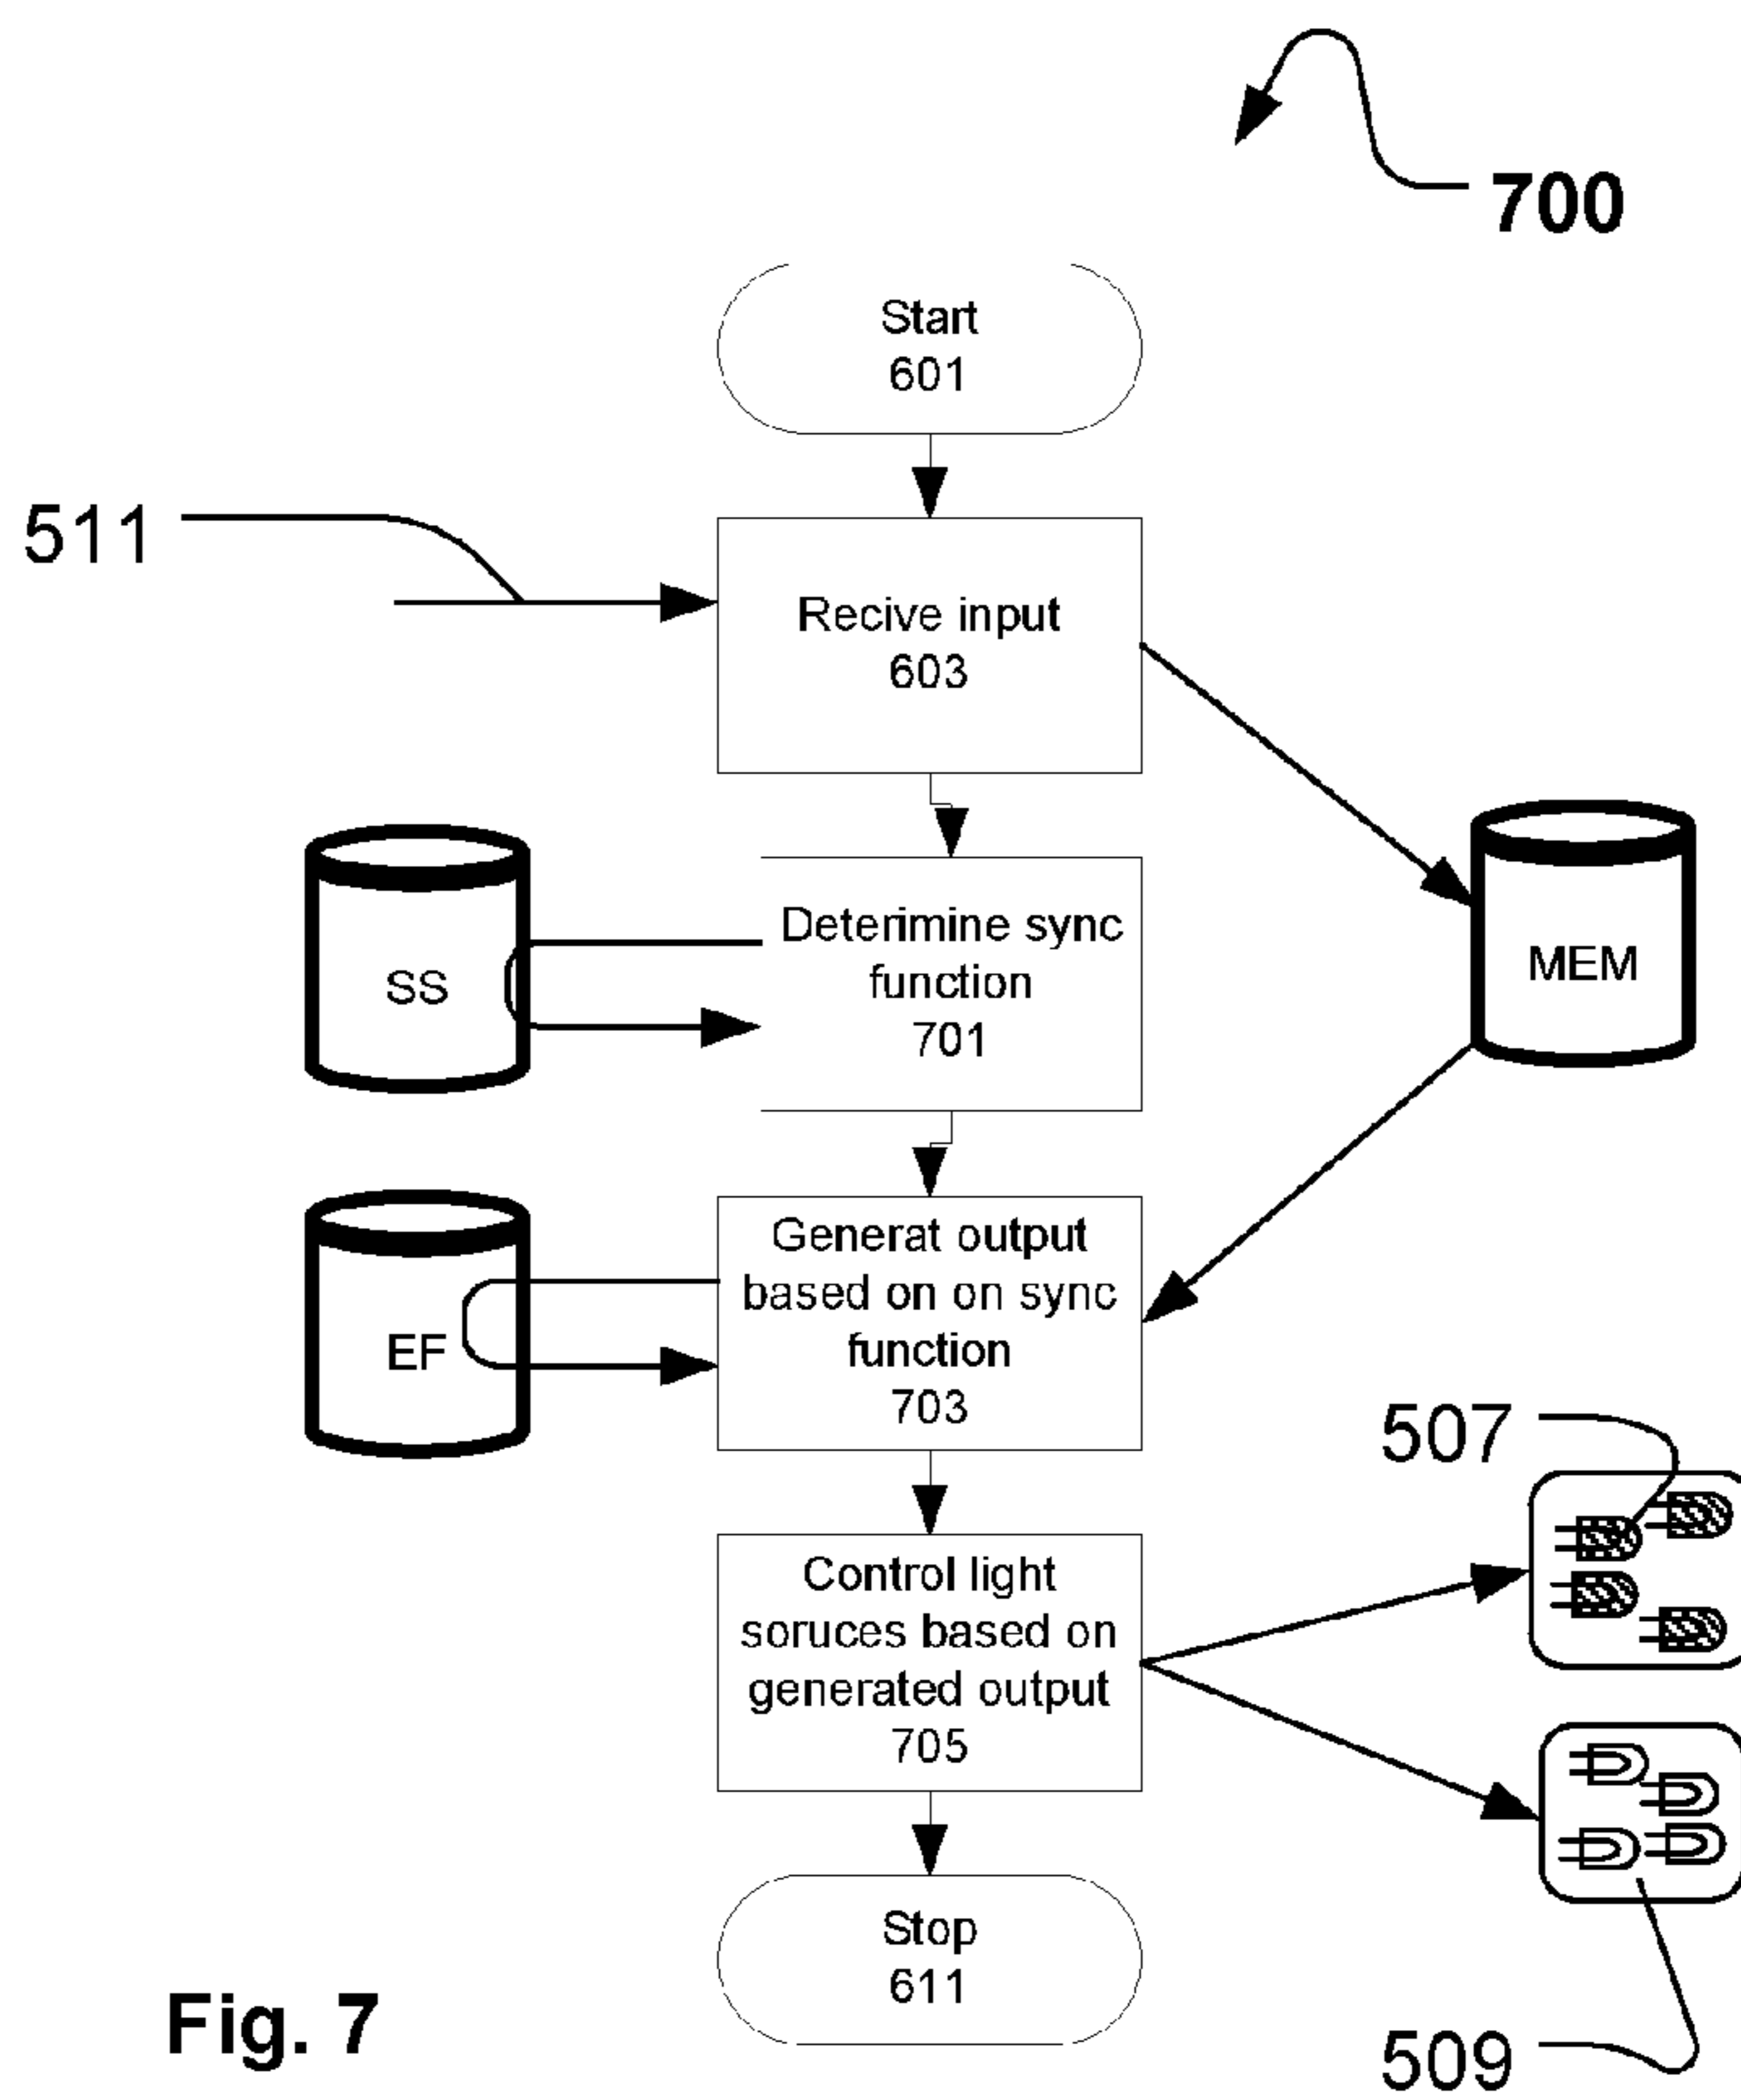 700
Start
601
511
Recive input
603
Deterimine sync
function
701
SS
MEM
Generat output
based on on sync
function
703
EF
507
Control light
soruces based on
generated output
705
Stop
611
Fig. 7
509